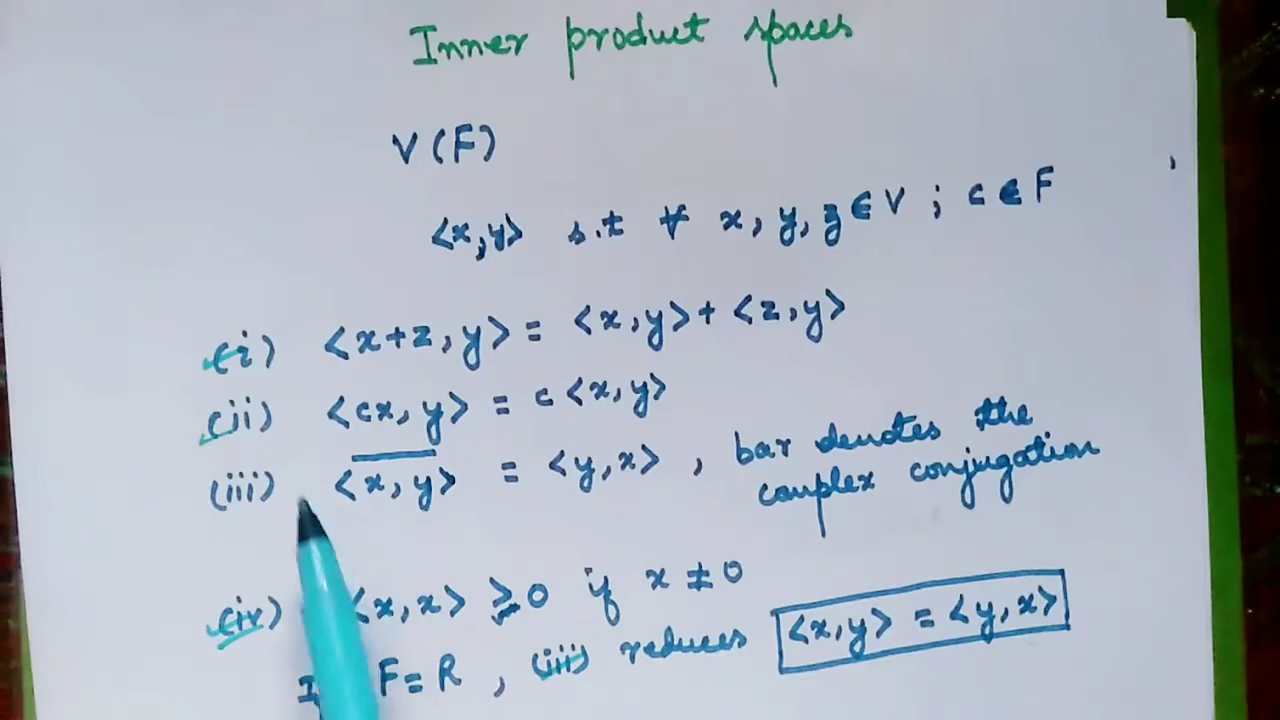 Inner product spaces
V(F)
<x,y> s.t ∀ x, y, z ∈ V ; c ∈ F
(i) <x+z, y> = <x,y> + <z,y>
(ii) <cx, y> = c<x,y>
(iii) <x̅,̅ ̅y̅> = <y,x> , bar denotes the
complex conjugation
(iv) <x,x> ≥ 0 if x ≠ 0
F=R , (iii) reduces <x,y> = <y,x>